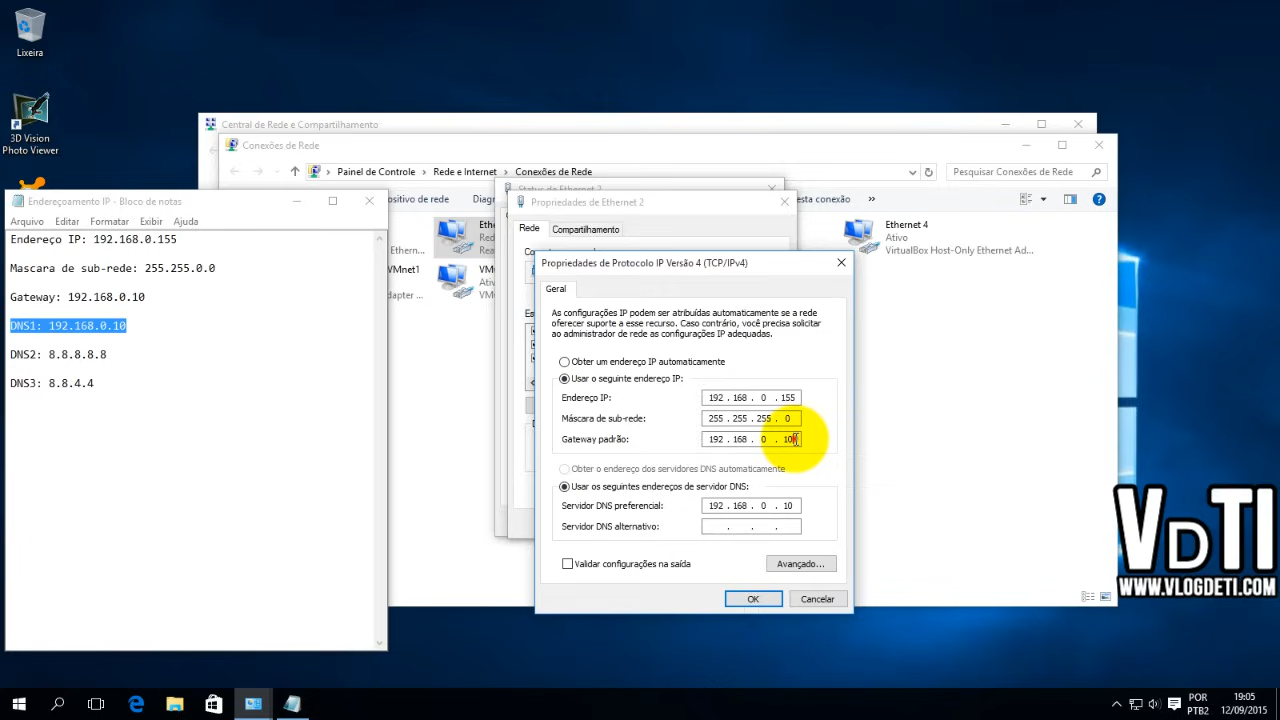 Lixeira
3D Vision
Photo Viewer
Central de Rede e Compartilhamento
Conexões de Rede
Painel de Controle
Rede e Internet
Conexões de Rede
Pesquisar Conexões de Rede
Status de Ethernet 2
Propriedades de Ethernet 2
Rede
Compartilhamento
Ethernet 4
Ativo
VirtualBox Host-Only Ethernet Ad...
Endereçoamento IP - Bloco de notas
Arquivo Editar Formatar Exibir Ajuda
Endereço IP: 192.168.0.155
Mascara de sub-rede: 255.255.0.0
Gateway: 192.168.0.10
DNS1: 192.168.0.10
DNS2: 8.8.8.8.8
DNS3: 8.8.4.4
Propriedades de Protocolo IP Versão 4 (TCP/IPv4)
Geral
As configurações IP podem ser atribuídas automaticamente se a rede
oferecer suporte a esse recurso. Caso contrário, você precisa solicitar
ao administrador de rede as configurações IP adequadas.
Obter um endereço IP automaticamente
Usar o seguinte endereço IP:
Endereço IP: 192 . 168 . 0 . 155
Máscara de sub-rede: 255 . 255 . 255 . 0
Gateway padrão: 192 . 168 . 0 .
Obter o endereço dos servidores DNS automaticamente
Usar os seguintes endereços de servidor DNS:
Servidor DNS preferencial: 192 . 168 . 0 . 10
Servidor DNS alternativo: . . .
Validar configurações na saída
Avançado...
OK
Cancelar
VDTI
WWW.VLOGDETI.COM
POR
PTB2
19:05
12/09/2015